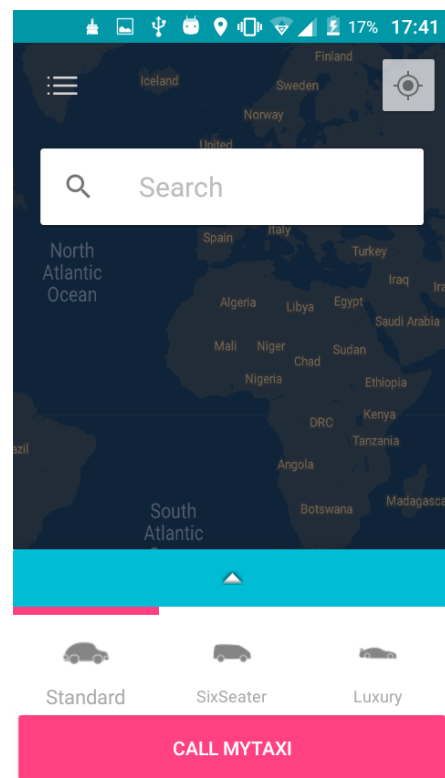 17% 17:41
Finland
Iceland
Sweden
Norway
United
Search
Spain
Italy
Turkey
North
Atlantic
Ocean
Iraq
Algeria
Libya
Egypt
Saudi Arabia
Mali
Niger
Chad
Sudan
Nigeria
Ethiopia
DRC
Kenya
Tanzania
azil
Angola
Botswana
Madagasca
South
Atlantic
Standard
SixSeater
Luxury
CALL MYTAXI